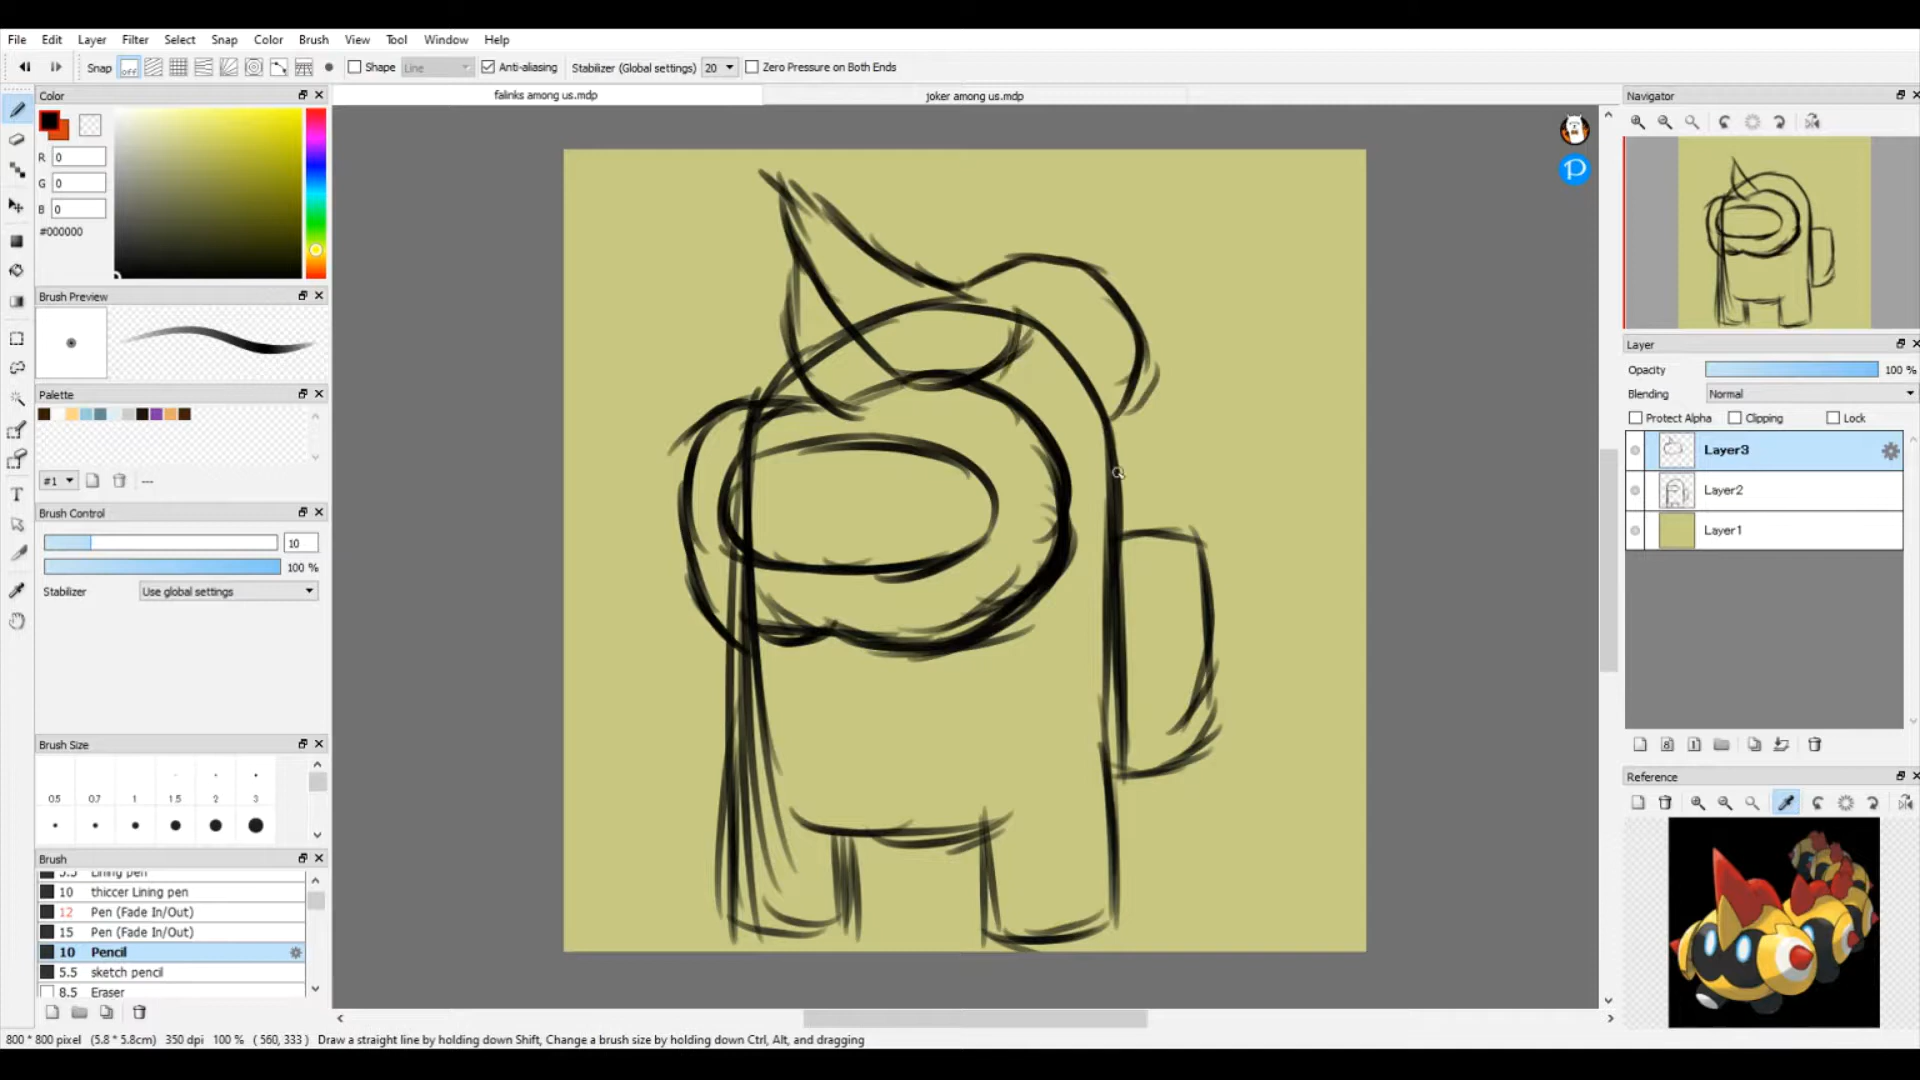 File Edit Layer Filter Select Snap Color Brush View Tool Window Help
Snap off Shape Line Anti-aliasing Stabilizer (Global settings) 20 Zero Pressure on Both Ends
Color
falinks among us.mdp
joker among us.mdp
Navigator
R 0
G 0
B 0
#000000
Brush Preview
Layer
Opacity 100 %
Blending Normal
Protect Alpha Clipping Lock
Palette
Layer3
#1 ---
Layer2
Brush Control
Layer1
10
100 %
Stabilizer Use global settings
Brush Size
0.5 0.7 1 1.5 2 3
Reference
Brush
5.5 Lining pen
10 thiccer Lining pen
12 Pen (Fade In/Out)
15 Pen (Fade In/Out)
10 Pencil
5.5 sketch pencil
8.5 Eraser
800 * 800 pixel (5.8 * 5.8cm) 350 dpi 100 % ( 560, 333 ) Draw a straight line by holding down Shift, Change a brush size by holding down Ctrl, Alt, and dragging